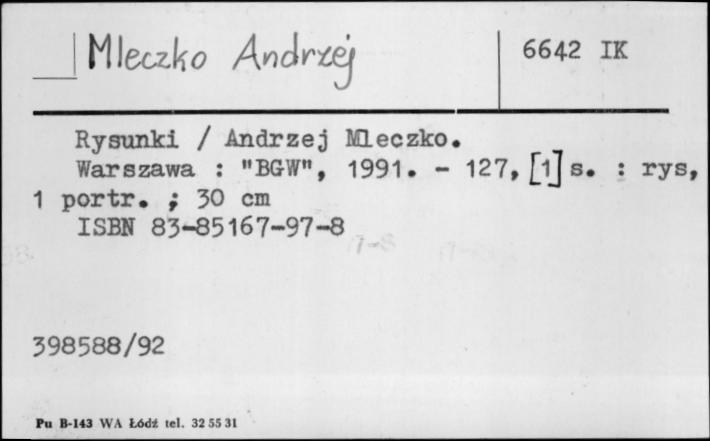 Mleczko Andrzej 6642 IK
Rysunki / Andrzej Mleczko.
Warszawa : "BGW", 1991. - 127, [1] s. : rys,
1 portr. ; 30 cm
ISBN 83-85167-97-8
398588/92
Pu B-143 WA Łódź tel. 32 55 31